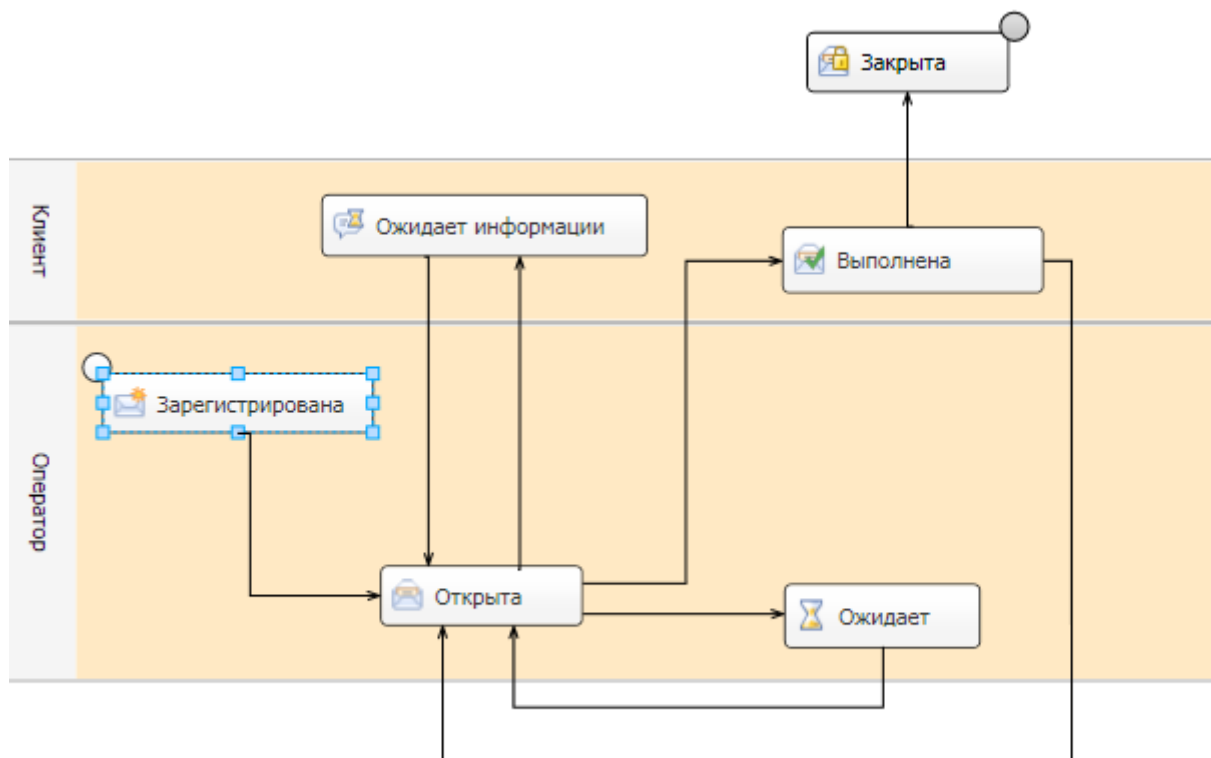 Закрыта
Клиент
Ожидает информации
Выполнена
Оператор
Зарегистрирована
Открыта
Ожидает